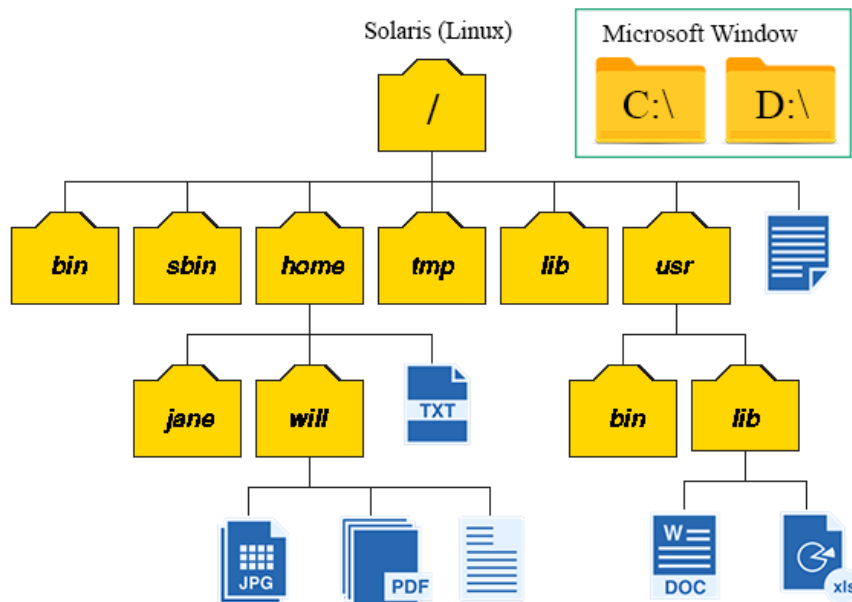 Solaris (Linux)
Microsoft Window
/
C:\
D:\
bin
sbin
home
tmp
lib
usr
jane
will
TXT
bin
lib
JPG
PDF
W
DOC
xls